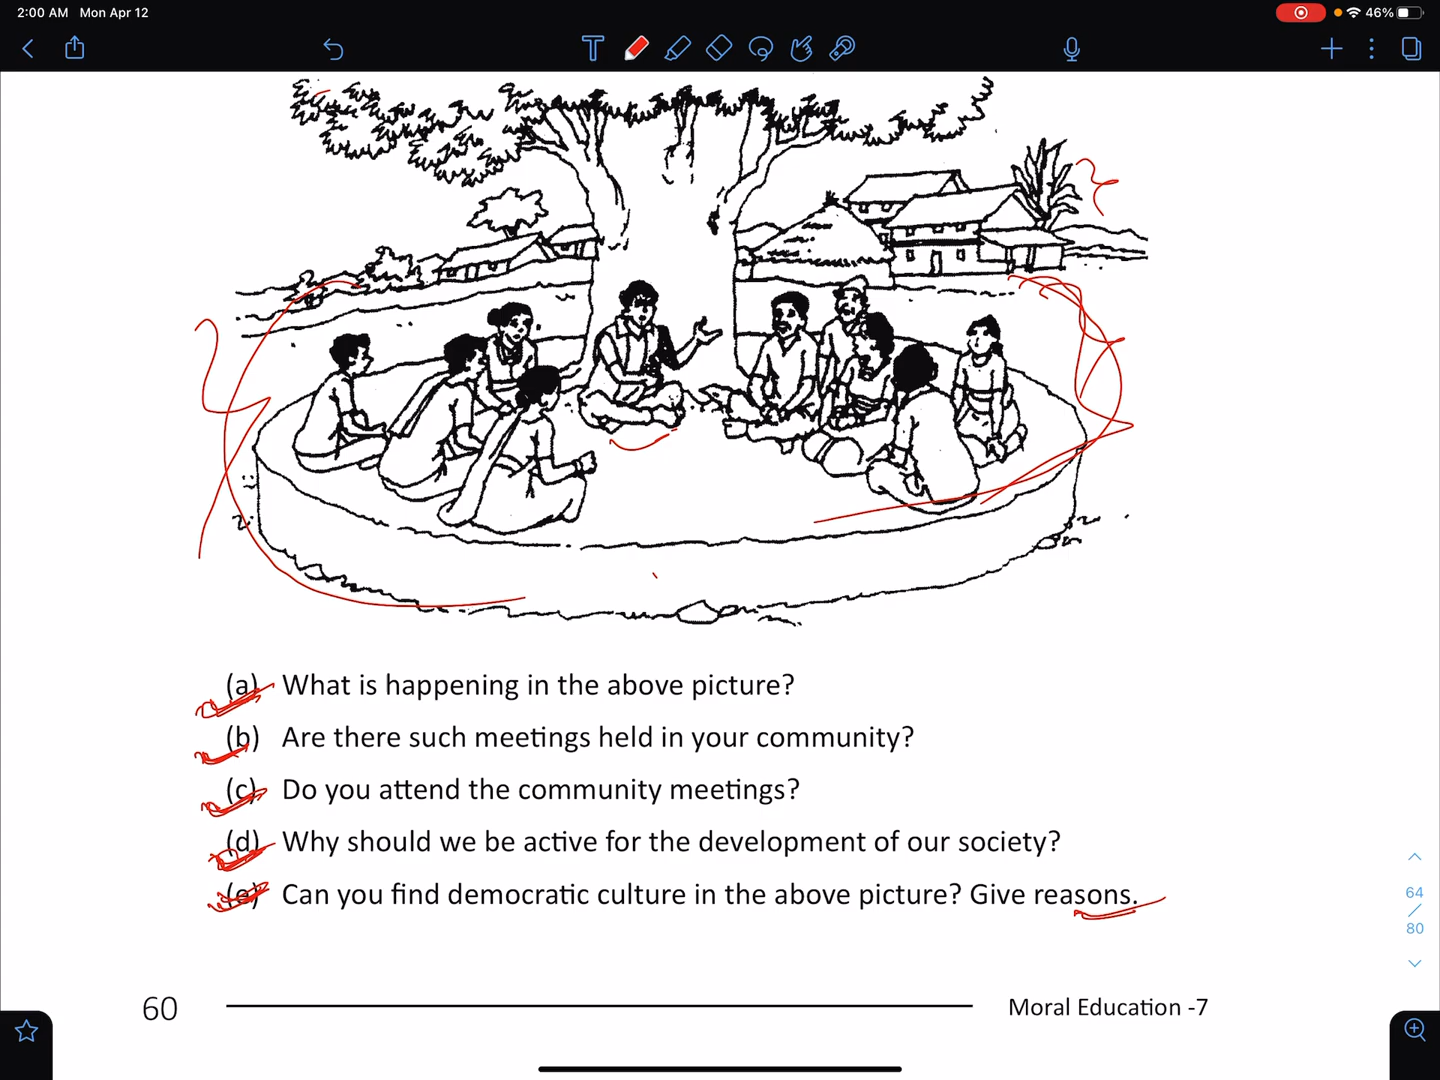 2:00 AM Mon Apr 12
46%
T
(a) What is happening in the above picture?
(b) Are there such meetings held in your community?
(c) Do you attend the community meetings?
(d) Why should we be active for the development of our society?
(e) Can you find democratic culture in the above picture? Give reasons.
64
/
80
60 Moral Education -7